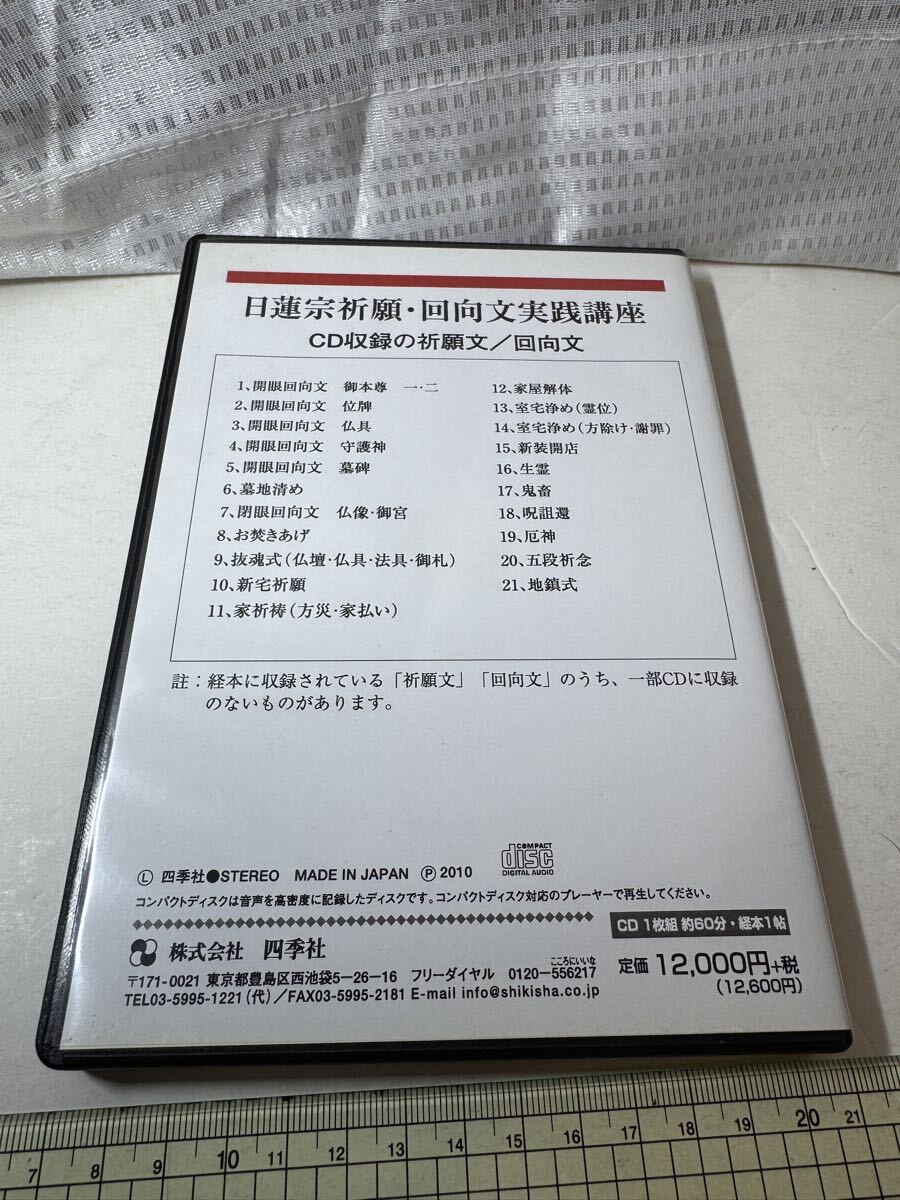 日蓮宗祈願・回向文実践講座
CD収録の祈願文／回向文
1、開眼回向文 御本尊 一・二
2、開眼回向文 位牌
3、開眼回向文 仏具
4、開眼回向文 守護神
5、開眼回向文 墓碑
6、墓地清め
7、閉眼回向文 仏像・御宮
8、お焚きあげ
9、抜魂式（仏壇・仏具・法具・御札）
10、新宅祈願
11、家祈祷（方災・家払い）
12、家屋解体
13、室宅浄め（霊位）
14、室宅浄め（方除け・謝罪）
15、新装開店
16、生霊
17、鬼畜
18、呪詛還
19、厄神
20、五段祈念
21、地鎮式
註：経本に収録されている「祈願文」「回向文」のうち、一部CDに収録
のないものがあります。
Ⓛ 四季社●STEREO MADE IN JAPAN Ⓟ 2010
COMPACT
disc
DIGITAL AUDIO
コンパクトディスクは音声を高密度に記録したディスクです。コンパクトディスク対応のプレーヤーで再生してください。
CD 1枚組 約60分・経本1帖
株式会社 四季社
こころにいいな
〒171-0021 東京都豊島区西池袋5－26－16 フリーダイヤル 0120－556217
TEL03-5995-1221（代）／FAX03-5995-2181 E-mail info@shikisha.co.jp
定価 12,000円+税
（12,600円）
7 8 9 10 11 12 13 14 15 16 17 18 19 20 21